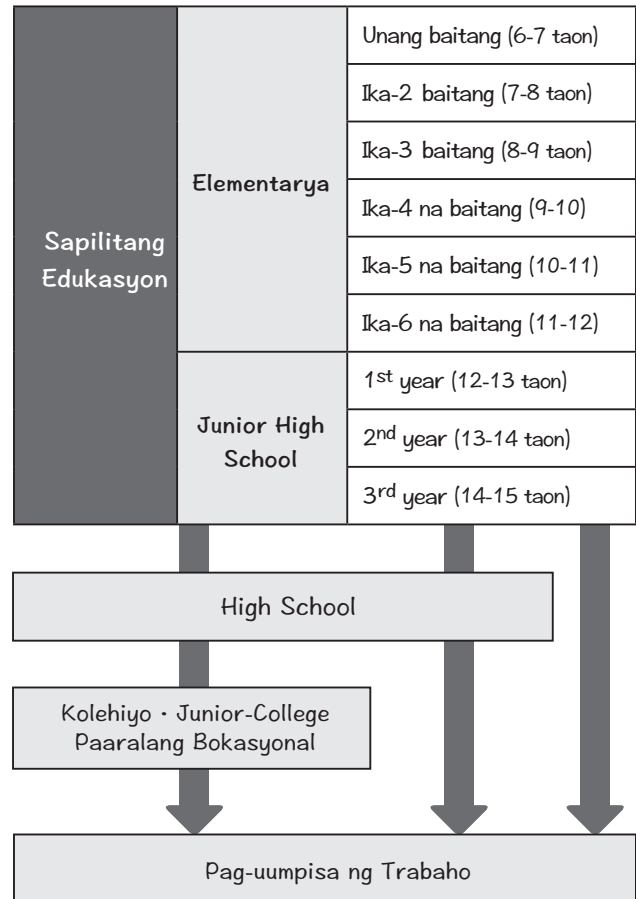 Sapilitang
Edukasyon
Elementarya
Unang baitang (6-7 taon)
Ika-2 baitang (7-8 taon)
Ika-3 baitang (8-9 taon)
Ika-4 na baitang (9-10)
Ika-5 na baitang (10-11)
Ika-6 na baitang (11-12)
Junior High
School
1st year (12-13 taon)
2nd year (13-14 taon)
3rd year (14-15 taon)
High School
Kolehiyo・Junior-College
Paaralang Bokasyonal
Pag-uumpisa ng Trabaho